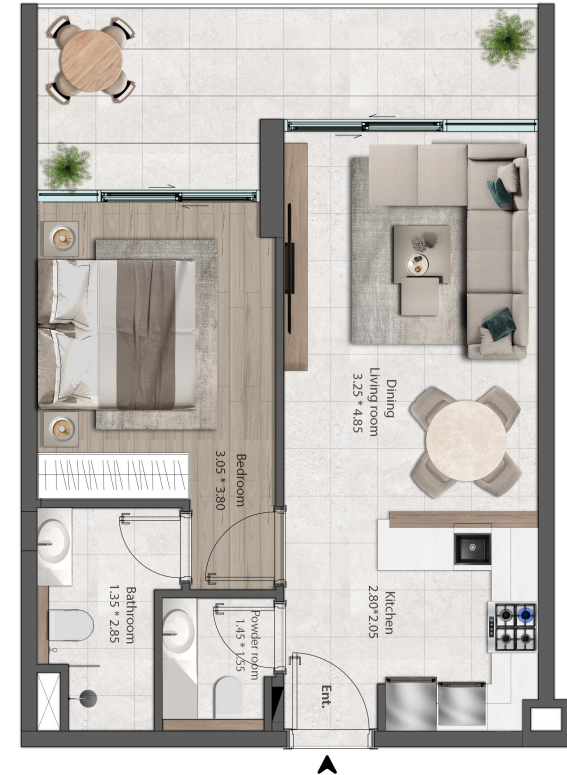 Dining
Living room
3.25 * 4.85
Bedroom
3.05 * 3.80
Kitchen
2.80*2.05
Bathroom
1.35 * 2.85
Powder room
1.45 * 1.55
Ent.